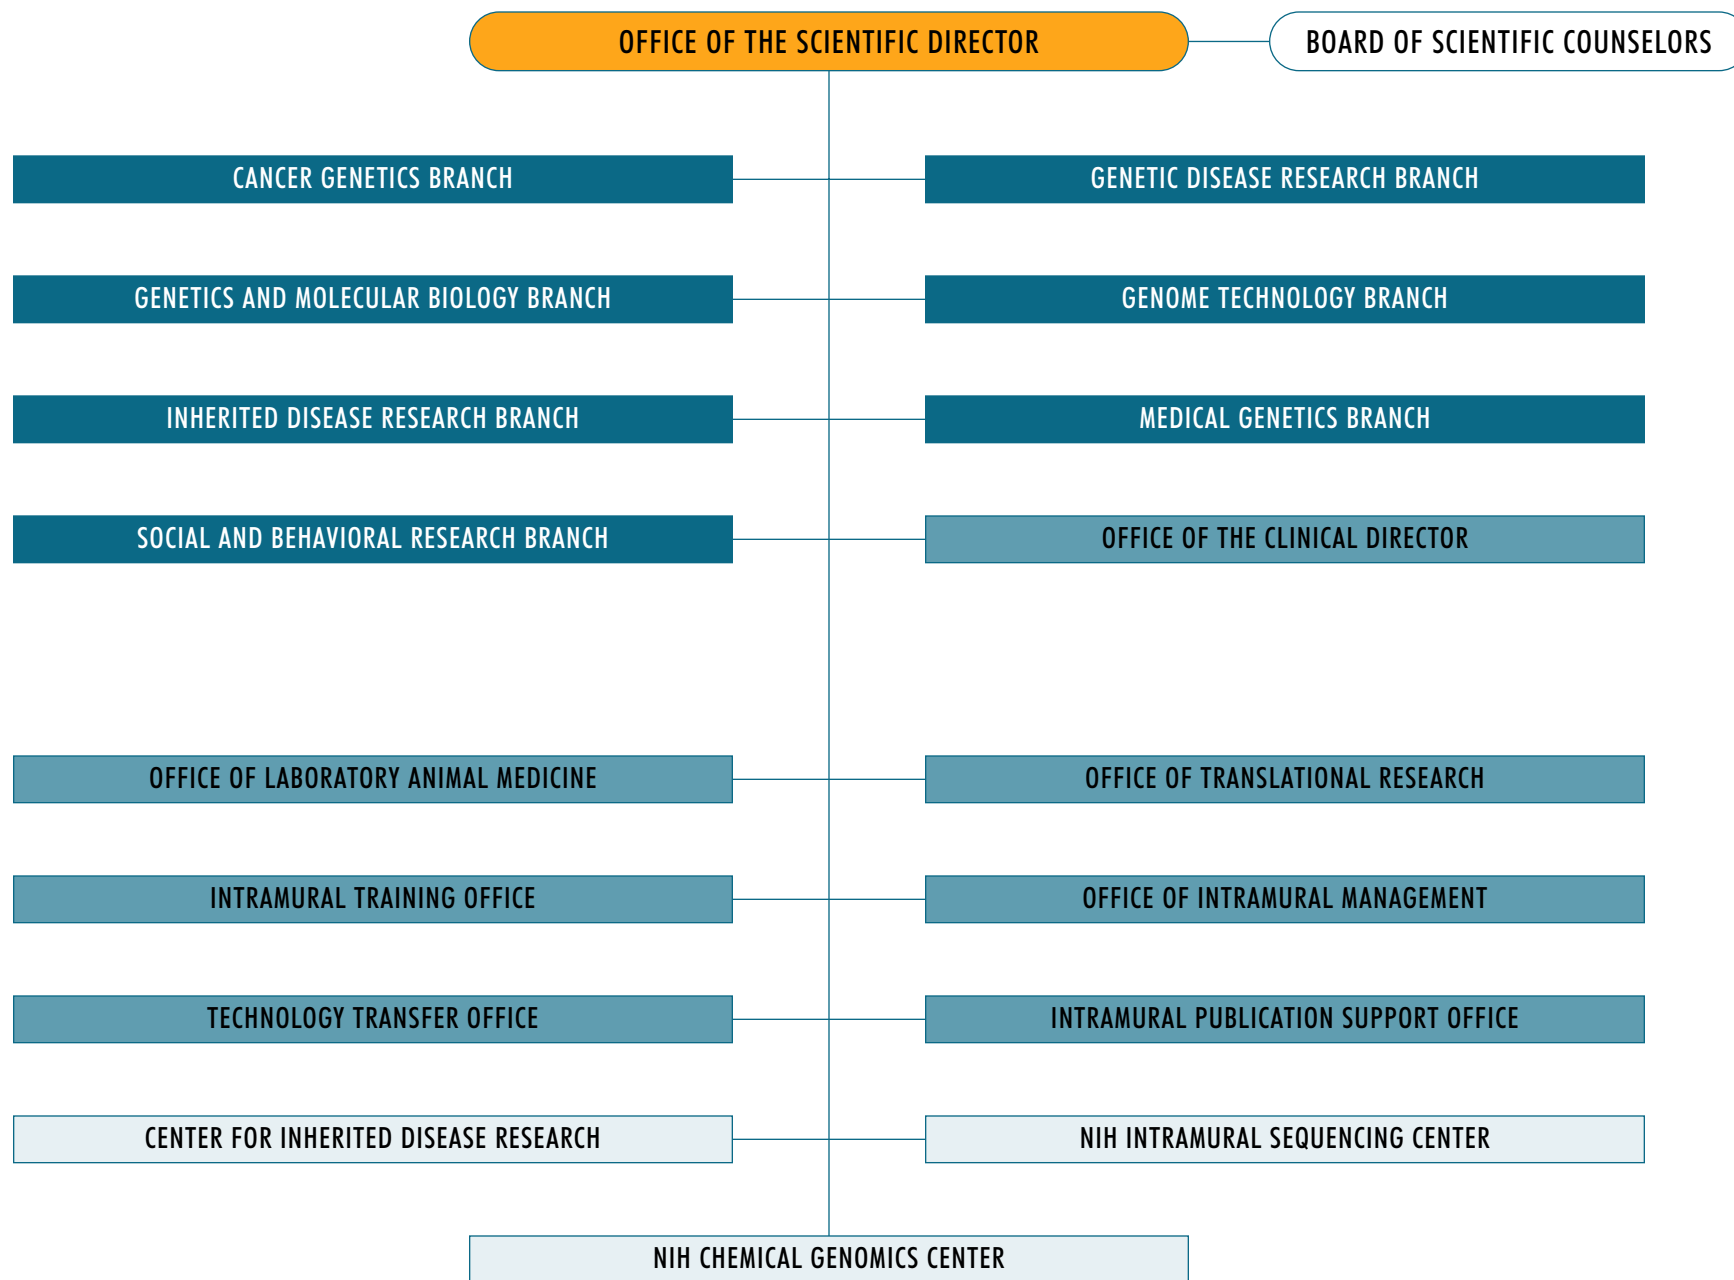 OFFICE OF THE SCIENTIFIC DIRECTOR
BOARD OF SCIENTIFIC COUNSELORS
CANCER GENETICS BRANCH
GENETIC DISEASE RESEARCH BRANCH
GENETICS AND MOLECULAR BIOLOGY BRANCH
GENOME TECHNOLOGY BRANCH
INHERITED DISEASE RESEARCH BRANCH
MEDICAL GENETICS BRANCH
SOCIAL AND BEHAVIORAL RESEARCH BRANCH
OFFICE OF THE CLINICAL DIRECTOR
OFFICE OF LABORATORY ANIMAL MEDICINE
OFFICE OF TRANSLATIONAL RESEARCH
INTRAMURAL TRAINING OFFICE
OFFICE OF INTRAMURAL MANAGEMENT
TECHNOLOGY TRANSFER OFFICE
INTRAMURAL PUBLICATION SUPPORT OFFICE
CENTER FOR INHERITED DISEASE RESEARCH
NIH INTRAMURAL SEQUENCING CENTER
NIH CHEMICAL GENOMICS CENTER